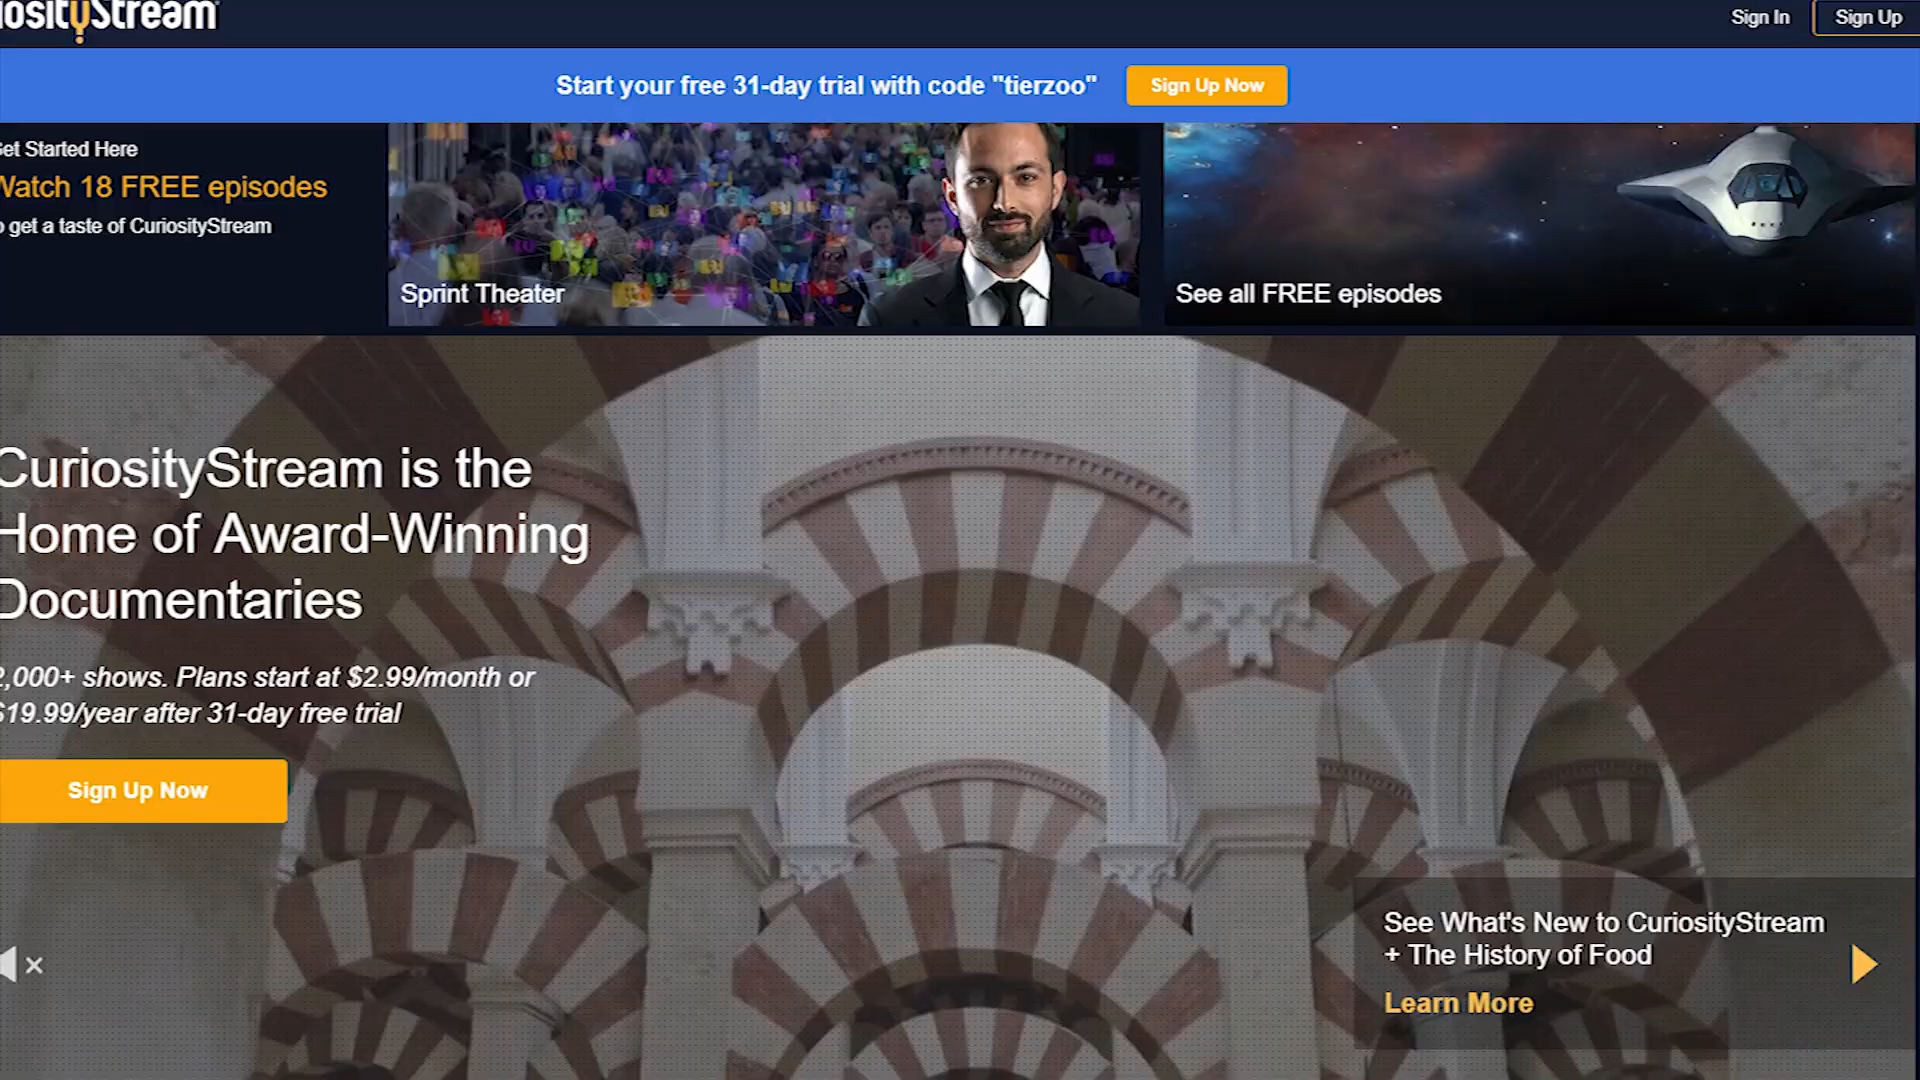 iosityStream
Sign In
Sign Up
Start your free 31-day trial with code "tierzoo"
Sign Up Now
Get Started Here
Watch 18 FREE episodes
o get a taste of CuriosityStream
Sprint Theater
See all FREE episodes
CuriosityStream is the
Home of Award-Winning
Documentaries
2,000+ shows. Plans start at $2.99/month or
$19.99/year after 31-day free trial
Sign Up Now
See What's New to CuriosityStream
+ The History of Food
Learn More